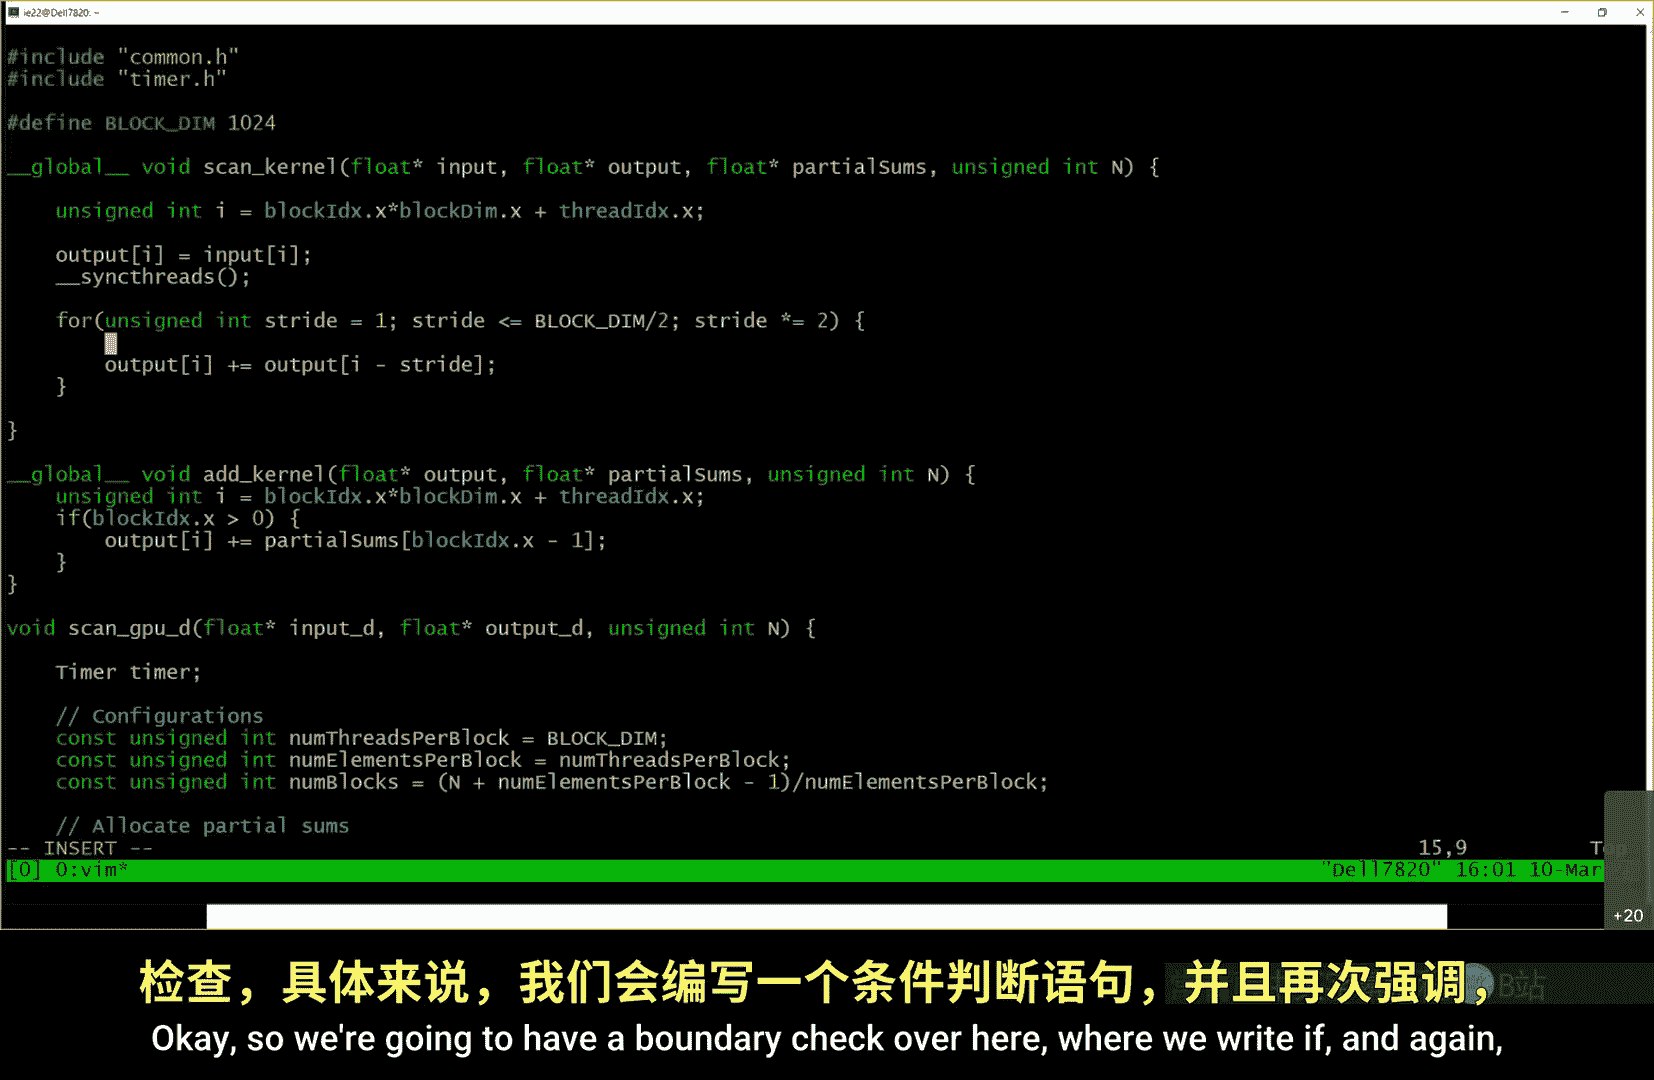 ie22@Dell7820: ~
#include "common.h"
#include "timer.h"
#define BLOCK_DIM 1024
__global__ void scan_kernel(float* input, float* output, float* partialSums, unsigned int N) {
unsigned int i = blockIdx.x*blockDim.x + threadIdx.x;
output[i] = input[i];
__syncthreads();
for(unsigned int stride = 1; stride <= BLOCK_DIM/2; stride *= 2) {
output[i] += output[i - stride];
}
}
__global__ void add_kernel(float* output, float* partialSums, unsigned int N) {
unsigned int i = blockIdx.x*blockDim.x + threadIdx.x;
if(blockIdx.x > 0) {
output[i] += partialSums[blockIdx.x - 1];
}
}
void scan_gpu_d(float* input_d, float* output_d, unsigned int N) {
Timer timer;
// Configurations
const unsigned int numThreadsPerBlock = BLOCK_DIM;
const unsigned int numElementsPerBlock = numThreadsPerBlock;
const unsigned int numBlocks = (N + numElementsPerBlock - 1)/numElementsPerBlock;
// Allocate partial sums
-- INSERT -- 15,9 Top
[0] 0:vim* "Dell7820" 16:01 10-Mar
+20
检查，具体来说，我们会编写一个条件判断语句，并且再次强调，
B站
Okay, so we're going to have a boundary check over here, where we write if, and again,